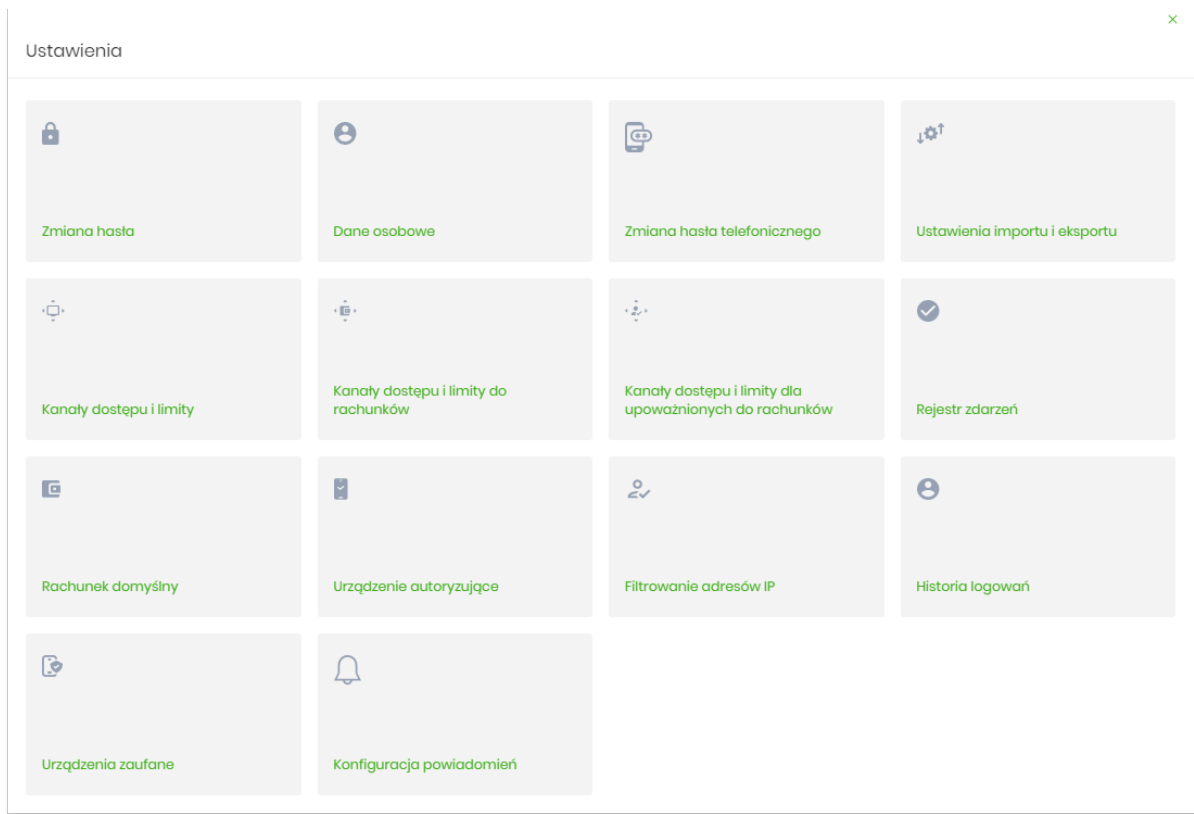 Ustawienia
Zmiana hasła
Dane osobowe
Zmiana hasła telefonicznego
Ustawienia importu i eksportu
Kanały dostępu i limity
Kanały dostępu i limity do
rachunków
Kanały dostępu i limity dla
upoważnionych do rachunków
Rejestr zdarzeń
Rachunek domyślny
Urządzenie autoryzujące
Filtrowanie adresów IP
Historia logowań
Urządzenia zaufane
Konfiguracja powiadomień